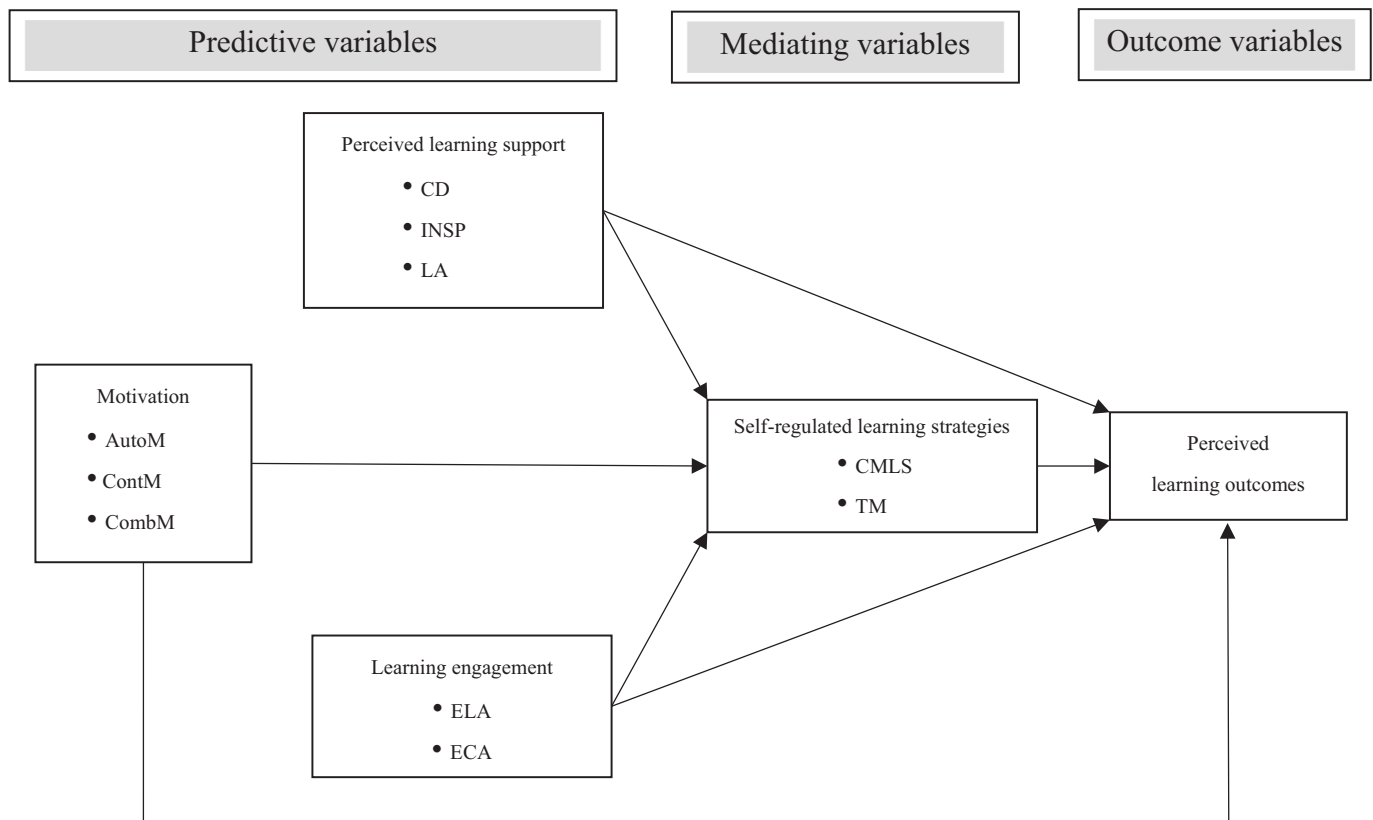 Predictive variables
Mediating variables
Outcome variables
Perceived learning support
• CD
• INSP
• LA
Motivation
• AutoM
• ContM
• CombM
Self-regulated learning strategies
• CMLS
• TM
Perceived
learning outcomes
Learning engagement
• ELA
• ECA